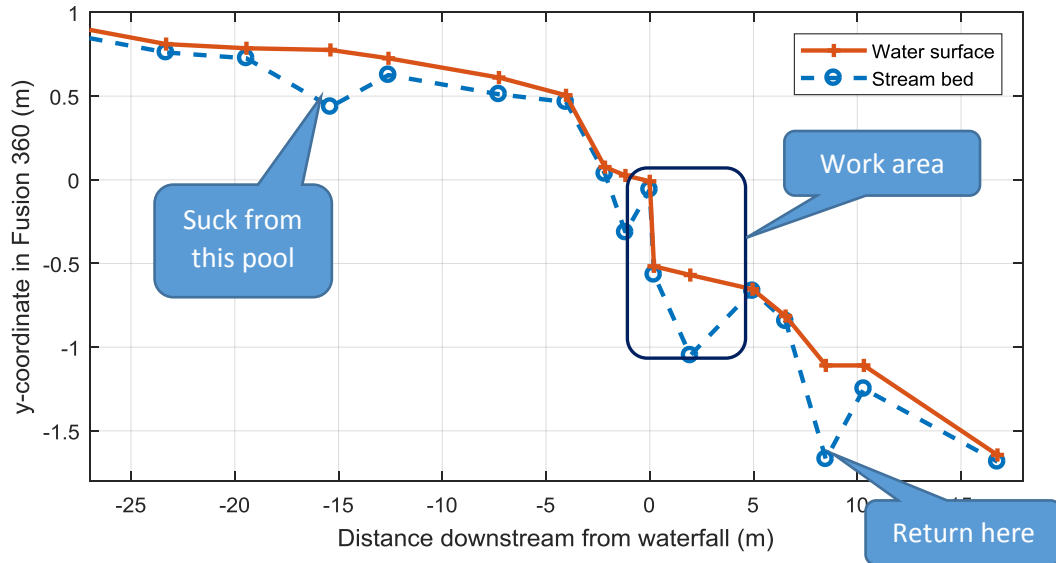 1
0.5
0
-0.5
-1
-1.5
y-coordinate in Fusion 360 (m)
Water surface
Stream bed
Work area
Suck from
this pool
Return here
-25
-20
-15
-10
-5
0
5
10
Distance downstream from waterfall (m)